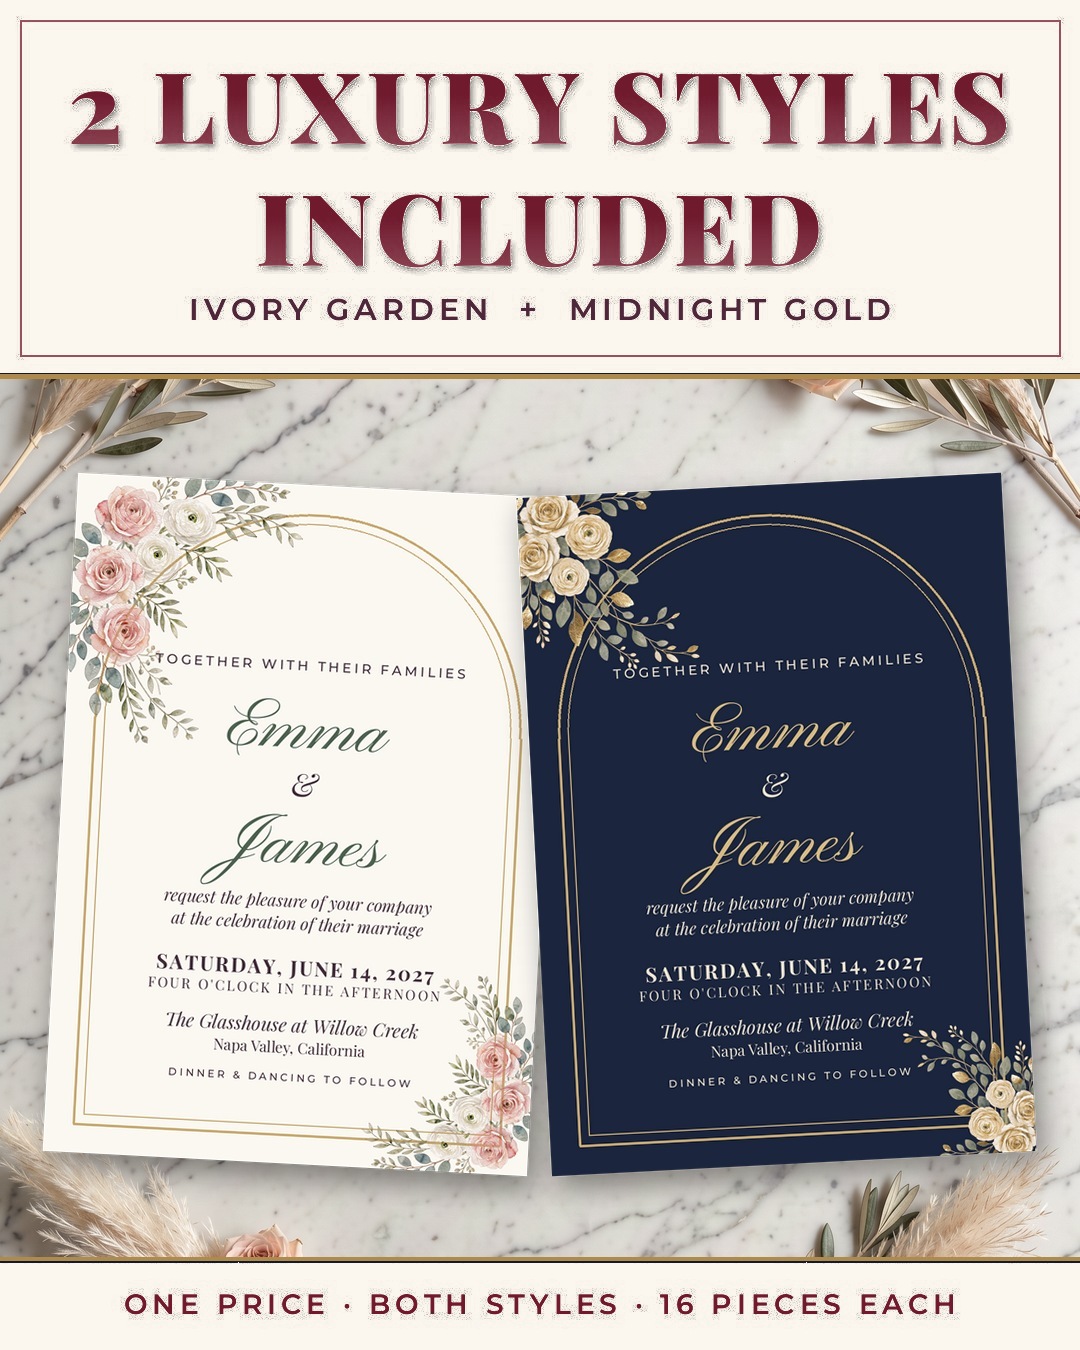 2 LUXURY STYLES
INCLUDED
IVORY GARDEN + MIDNIGHT GOLD
TOGETHER WITH THEIR FAMILIES
Emma
&
James
request the pleasure of your company
at the celebration of their marriage
SATURDAY, JUNE 14, 2027
FOUR O'CLOCK IN THE AFTERNOON
The Glasshouse at Willow Creek
Napa Valley, California
DINNER & DANCING TO FOLLOW
TOGETHER WITH THEIR FAMILIES
Emma
&
James
request the pleasure of your company
at the celebration of their marriage
SATURDAY, JUNE 14, 2027
FOUR O'CLOCK IN THE AFTERNOON
The Glasshouse at Willow Creek
Napa Valley, California
DINNER & DANCING TO FOLLOW
ONE PRICE · BOTH STYLES · 16 PIECES EACH